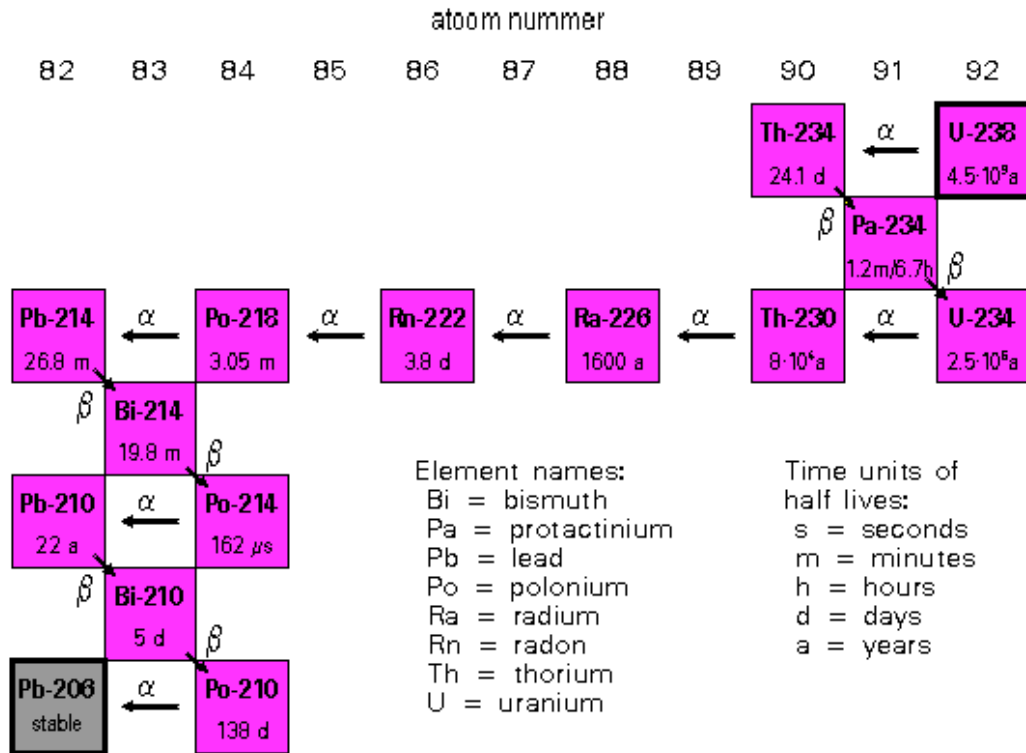 atoom nummer
82 83 84 85 86 87 88 89 90 91 92
Th-234 α U-238
24.1 d 4.5·10⁹a
β Pa-234
1.2m/6.7h β
Pb-214 α Po-218 α Rn-222 α Ra-226 α Th-230 α U-234
26.8 m 3.05 m 3.8 d 1600 a 8·10⁴a
β Bi-214
19.8 m β
Pb-210 α Po-214
22 a 162 µs
β Bi-210
5 d β
Pb-206 α Po-210
stable 138 d
Element names:
Bi = bismuth
Pa = protactinium
Pb = lead
Po = polonium
Ra = radium
Rn = radon
Th = thorium
U = uranium
Time units of
half lives:
s = seconds
m = minutes
h = hours
d = days
a = years